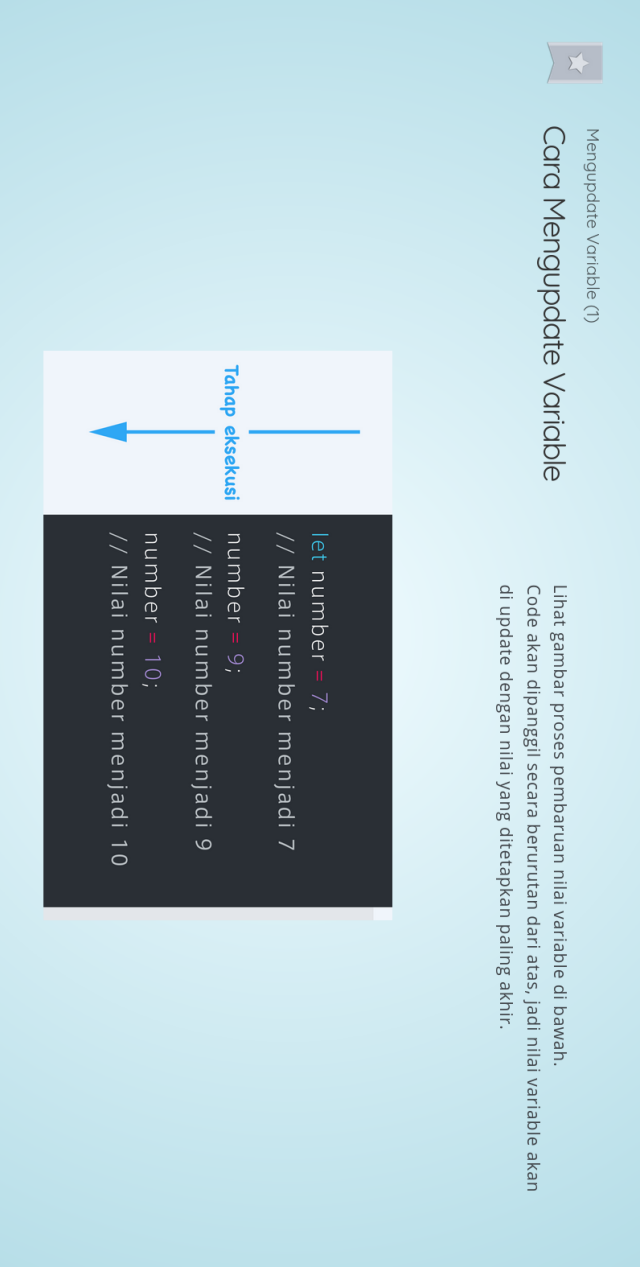 Mengupdate Variable (1)
Cara Mengupdate Variable
Lihat gambar proses pembaruan nilai variable di bawah.
Code akan dipanggil secara berurutan dari atas, jadi nilai variable akan
di update dengan nilai yang ditetapkan paling akhir.
Tahap eksekusi
let number = 7;
// Nilai number menjadi 7
number = 9;
// Nilai number menjadi 9
number = 10;
// Nilai number menjadi 10